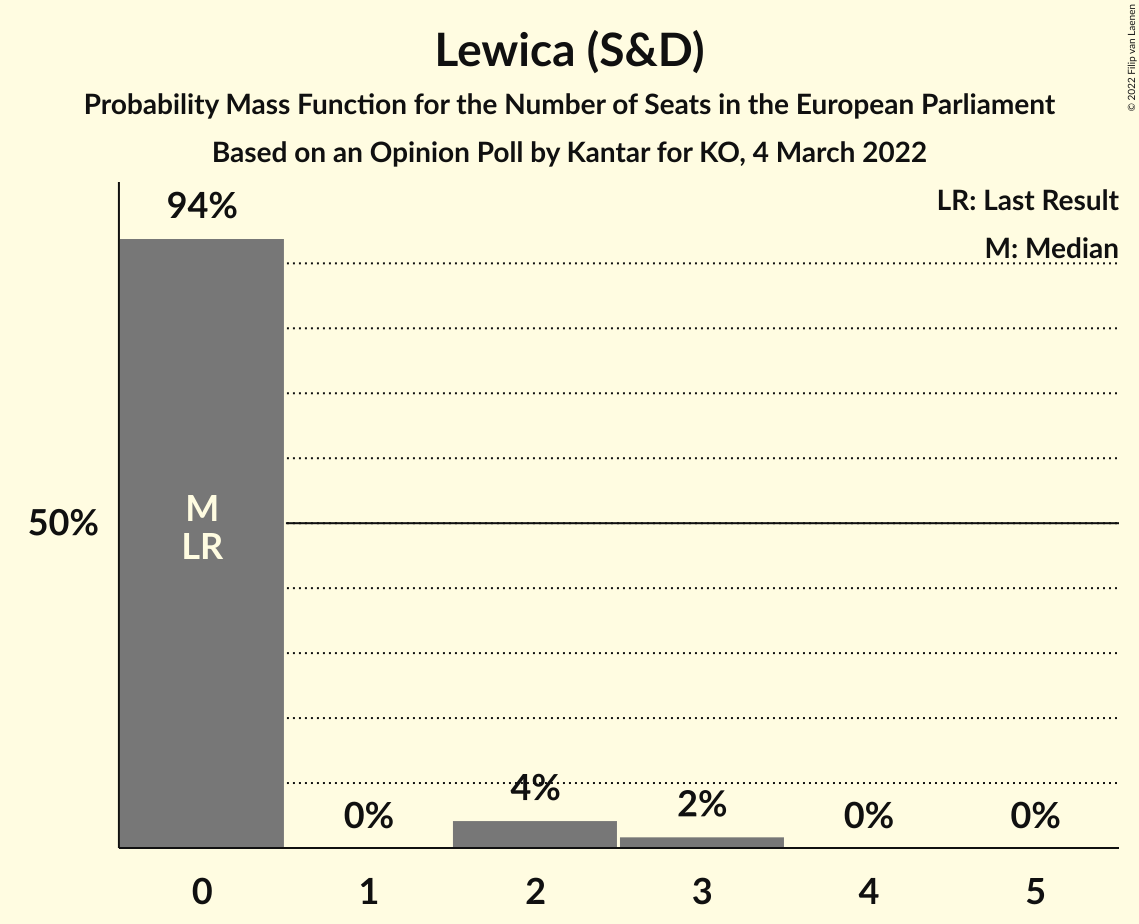 Lewica (S&D)
Probability Mass Function for the Number of Seats in the European Parliament
Based on an Opinion Poll by Kantar for KO, 4 March 2022
© 2022 Filip van Laenen
LR: Last Result
M: Median
94%
M
LR
50%
0%
4%
2%
0%
0%
0 1 2 3 4 5